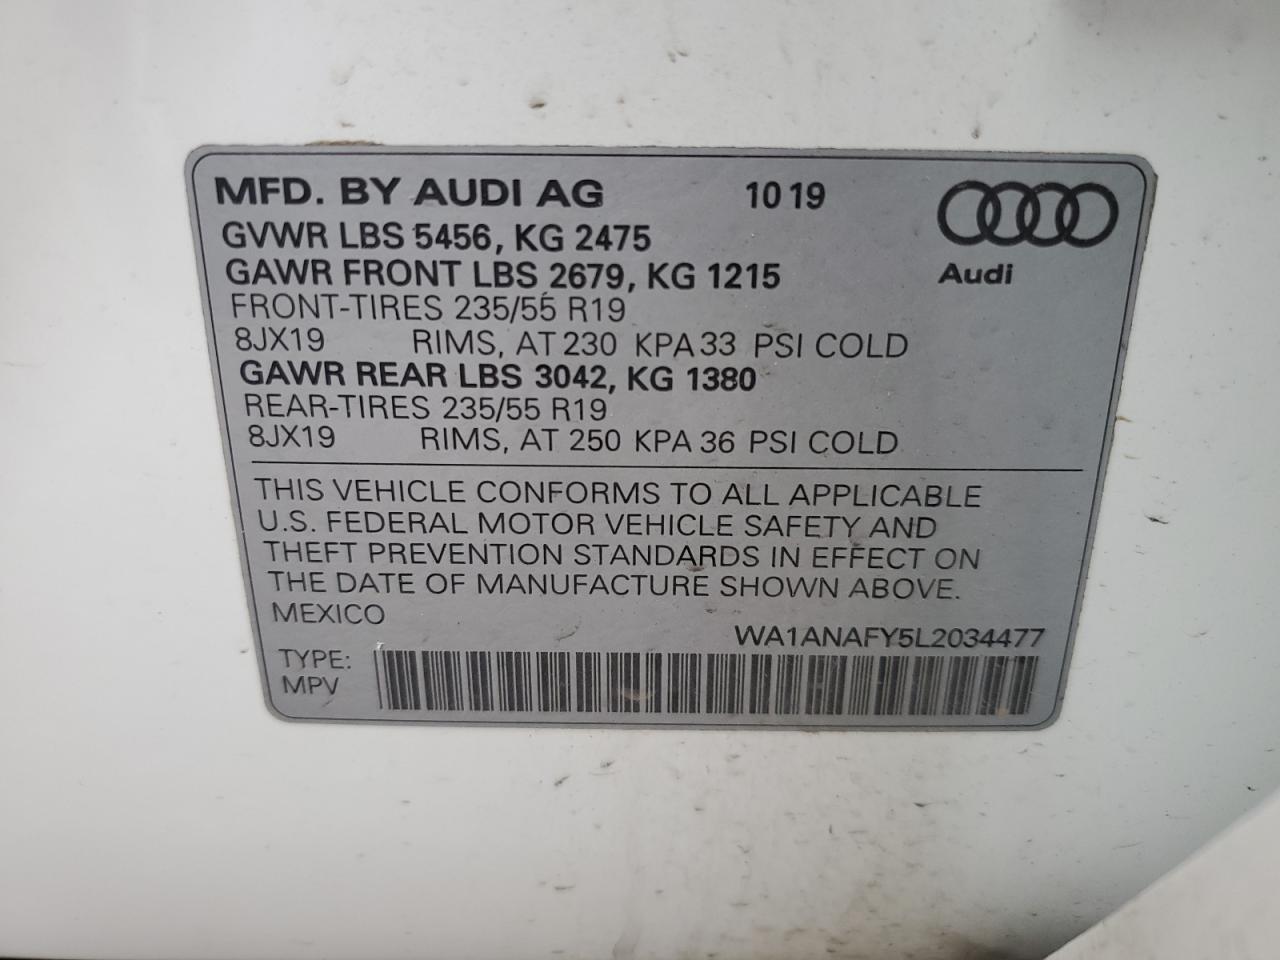 MFD. BY AUDI AG 10 19
GVWR LBS 5456, KG 2475
GAWR FRONT LBS 2679, KG 1215
Audi
FRONT-TIRES 235/55 R19
8JX19 RIMS, AT 230 KPA 33 PSI COLD
GAWR REAR LBS 3042, KG 1380
REAR-TIRES 235/55 R19
8JX19 RIMS, AT 250 KPA 36 PSI COLD
THIS VEHICLE CONFORMS TO ALL APPLICABLE
U.S. FEDERAL MOTOR VEHICLE SAFETY AND
THEFT PREVENTION STANDARDS IN EFFECT ON
THE DATE OF MANUFACTURE SHOWN ABOVE.
MEXICO
WA1ANAFY5L2034477
TYPE:
MPV